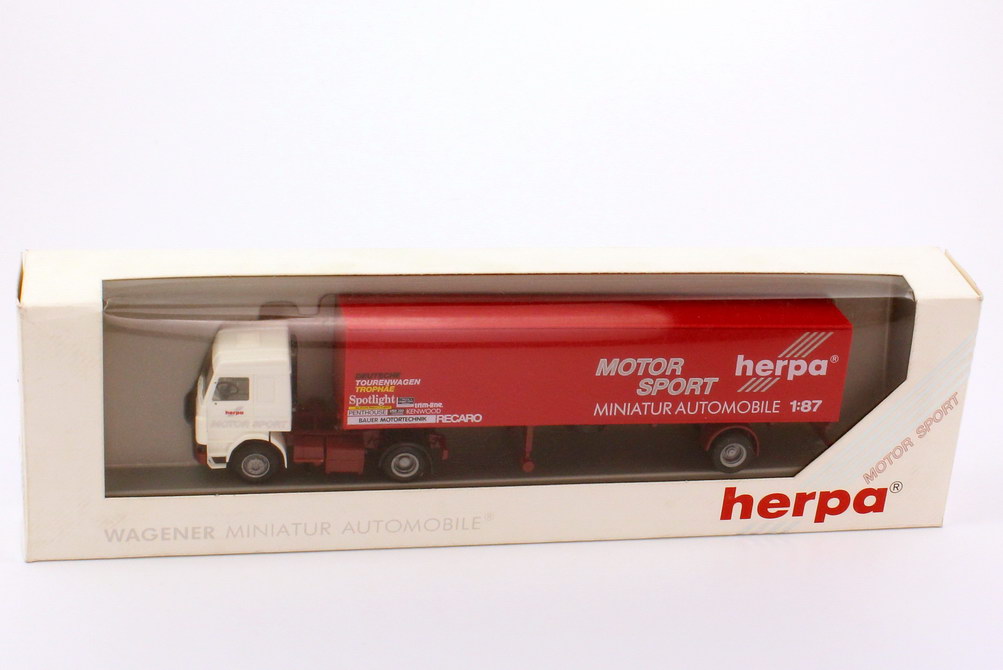 DEUTSCHE
TOURENWAGEN
TROPHÄE
Spotlight
PENTHOUSE KENWOOD
BAUER MOTORTECHNIK RECARO
MOTOR
SPORT
herpa®
MINIATUR AUTOMOBILE 1:87
herpa
MOTOR SPORT
MOTOR SPORT
herpa®
WAGENER MINIATUR AUTOMOBILE®